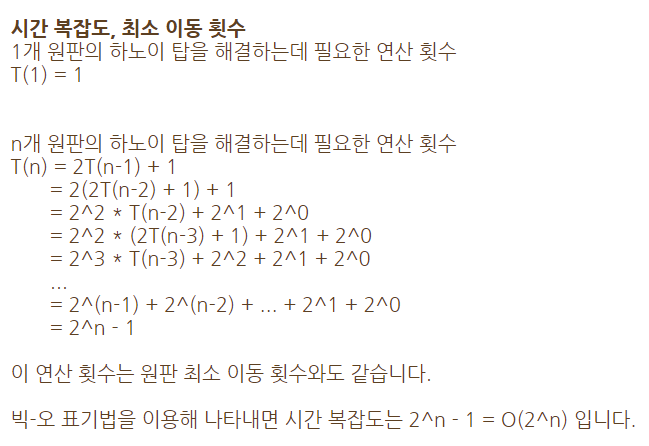 시간 복잡도, 최소 이동 횟수
1개 원판의 하노이 탑을 해결하는데 필요한 연산 횟수
T(1) = 1
n개 원판의 하노이 탑을 해결하는데 필요한 연산 횟수
T(n) = 2T(n-1) + 1
= 2(2T(n-2) + 1) + 1
= 2^2 * T(n-2) + 2^1 + 2^0
= 2^2 * (2T(n-3) + 1) + 2^1 + 2^0
= 2^3 * T(n-3) + 2^2 + 2^1 + 2^0
...
= 2^(n-1) + 2^(n-2) + ... + 2^1 + 2^0
= 2^n - 1
이 연산 횟수는 원판 최소 이동 횟수와도 같습니다.
빅-오 표기법을 이용해 나타내면 시간 복잡도는 2^n - 1 = O(2^n) 입니다.